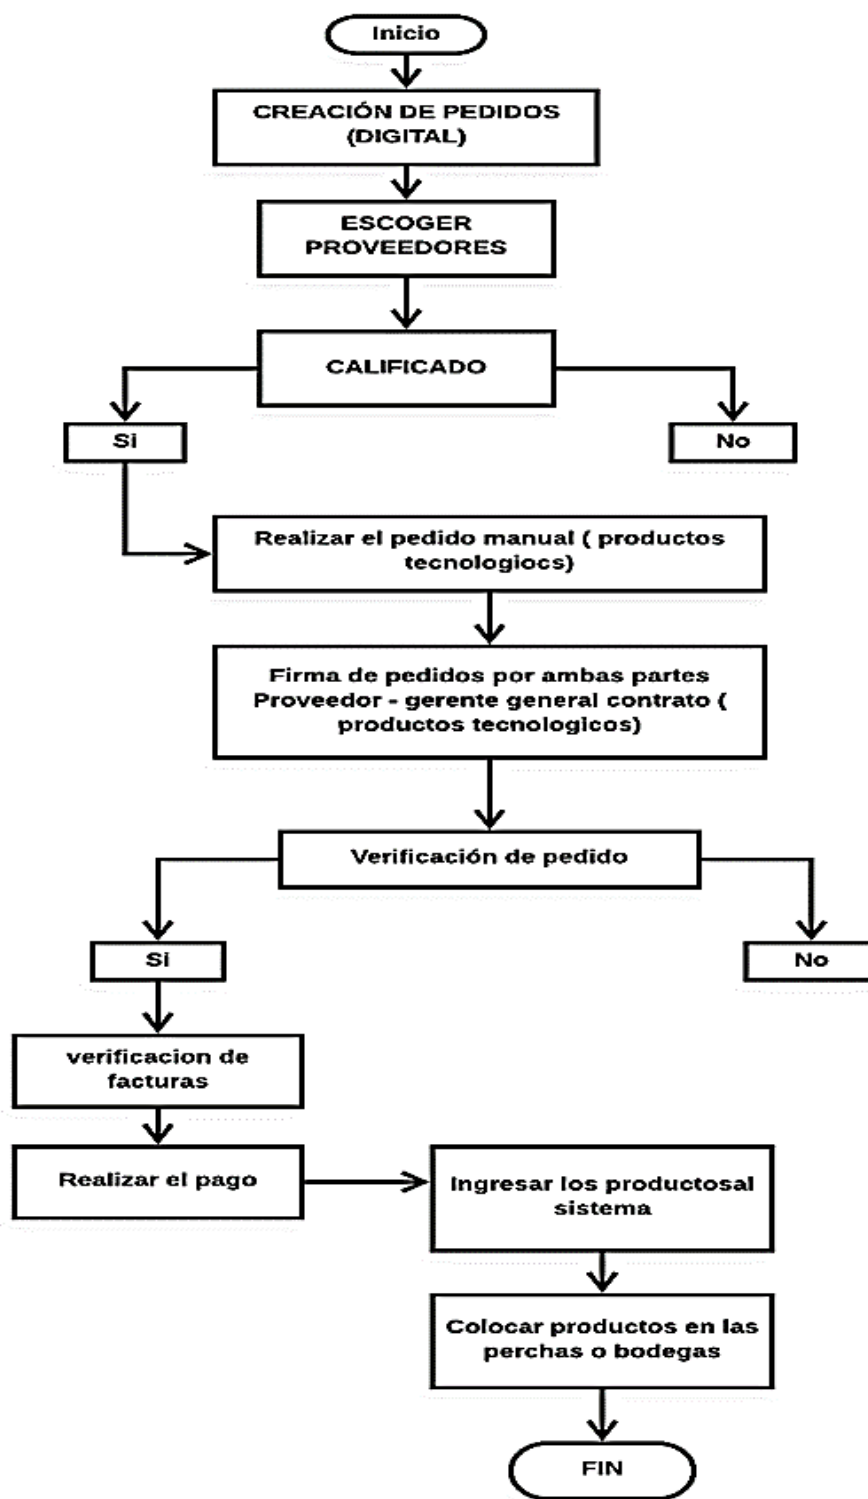 Inicio
CREACIÓN DE PEDIDOS
(DIGITAL)
ESCOGER
PROVEEDORES
CALIFICADO
Si
No
Realizar el pedido manual ( productos
tecnologiocs)
Firma de pedidos por ambas partes
Proveedor - gerente general contrato (
productos tecnologicos)
Verificación de pedido
Si
No
verificacion de
facturas
Realizar el pago
Ingresar los productosal
sistema
Colocar productos en las
perchas o bodegas
FIN